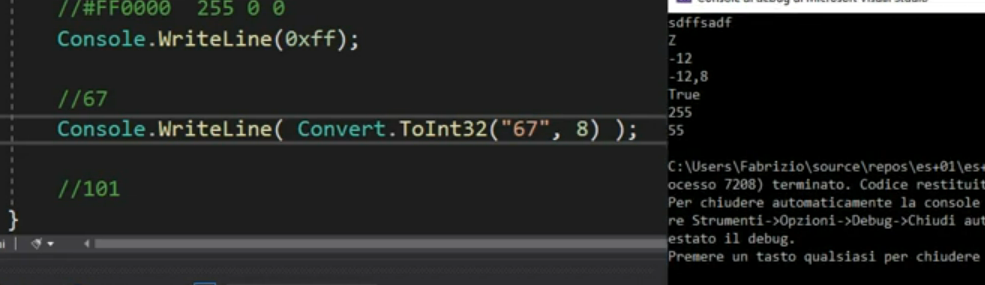 //#FF0000  255 0 0
Console.WriteLine(0xff);
//67
Console.WriteLine( Convert.ToInt32("67", 8) );
//101
}
sdffsadf
Z
-12
-12,8
True
255
55
C:\Users\Fabrizio\source\repos\es+01\es+
ocesso 7208) terminato. Codice restituit
Per chiudere automaticamente la console
re Strumenti->Opzioni->Debug->Chiudi aut
estato il debug.
Premere un tasto qualsiasi per chiudere